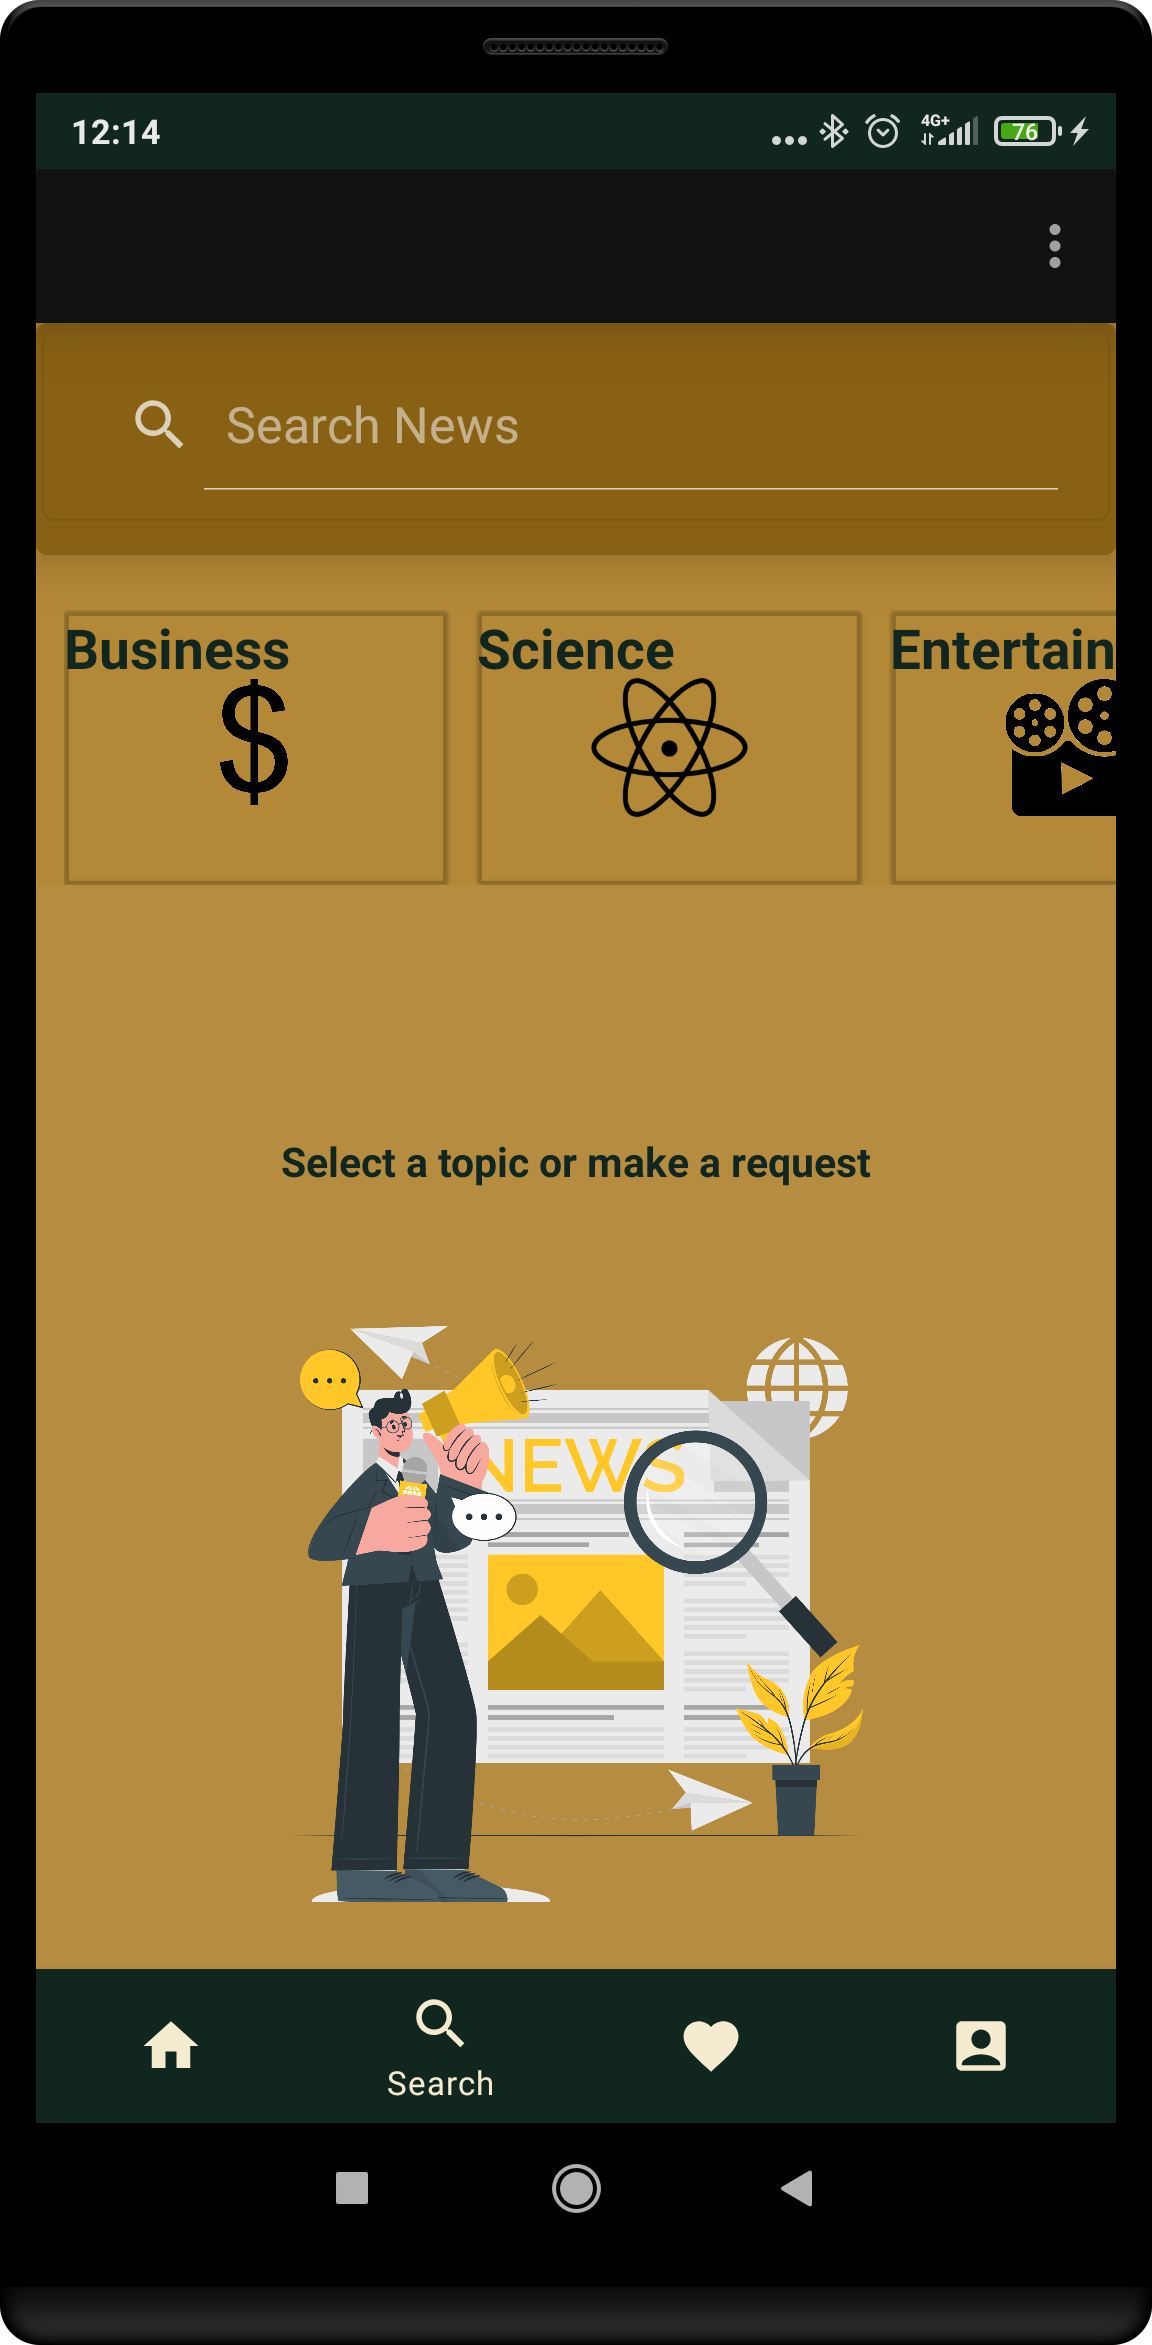 12:14
4G+
76
Search News
Business
Science
Entertain
$
Select a topic or make a request
NEWS
Search